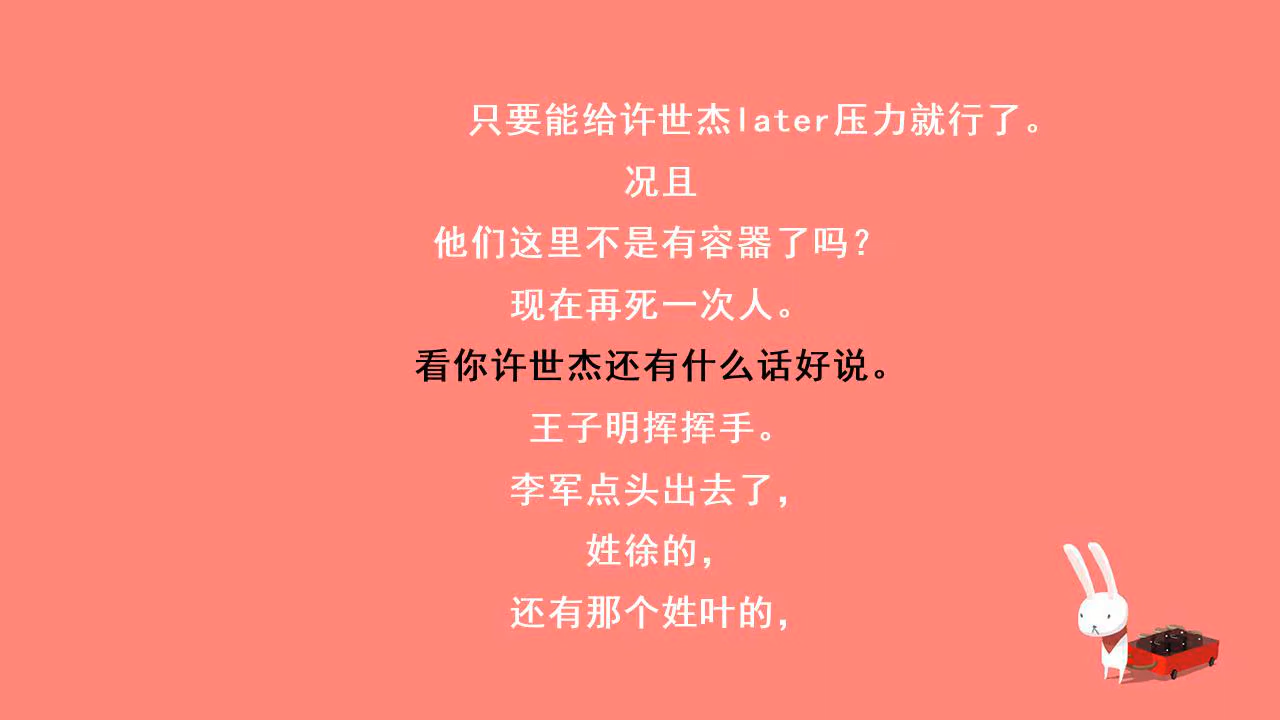 只要能给许世杰later压力就行了。
况且
他们这里不是有容器了吗？
现在再死一次人。
看你许世杰还有什么话好说。
王子明挥挥手。
李军点头出去了，
姓徐的，
还有那个姓叶的，